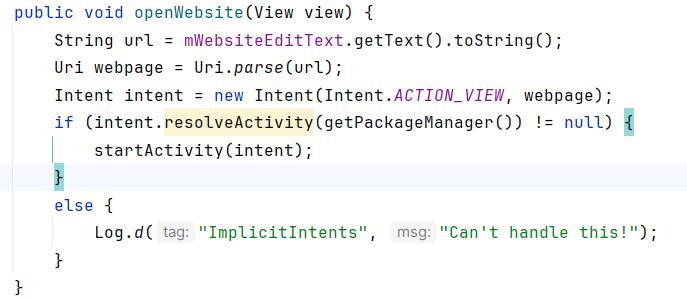 public void openWebsite(View view) {
String url = mWebsiteEditText.getText().toString();
Uri webpage = Uri.parse(url);
Intent intent = new Intent(Intent.ACTION_VIEW, webpage);
if (intent.resolveActivity(getPackageManager()) != null) {
startActivity(intent);
}
else {
Log.d( tag: "ImplicitIntents", msg: "Can't handle this!");
}
}